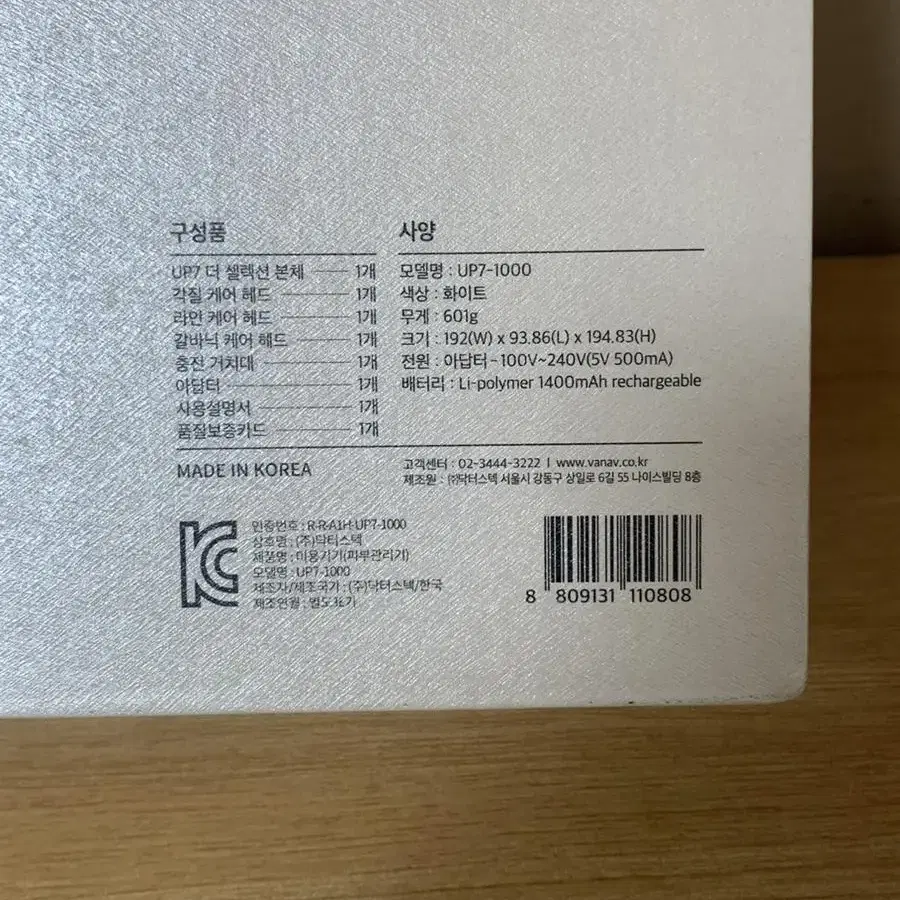 구성품
UP7 더 셀렉션 본체 1개
각질 케어 헤드 1개
라인 케어 헤드 1개
갈바닉 케어 헤드 1개
충전 거치대 1개
아답터 1개
사용설명서 1개
품질보증카드 1개
MADE IN KOREA
사양
모델명 : UP7-1000
색상 : 화이트
무게 : 601g
크기 : 192(W) x 93.86(L) x 194.83(H)
전원 : 아답터-100V~240V(5V 500mA)
배터리 : Li-polymer 1400mAh rechargeable
고객센터 : 02-3444-3222 | www.vanav.co.kr
제조원 : ㈜닥터스텍 서울시 강동구 상일로 6길 55 나이스빌딩 8층
인증번호 : R-R-A1H-UP7-1000
상호명 : (주)닥터스텍
제품명 : 미용기기(피부관리기)
모델명 : UP7-1000
제조자/제조국가 : (주)닥터스텍/한국
제조연월 : 별도표기
8 809131 110808